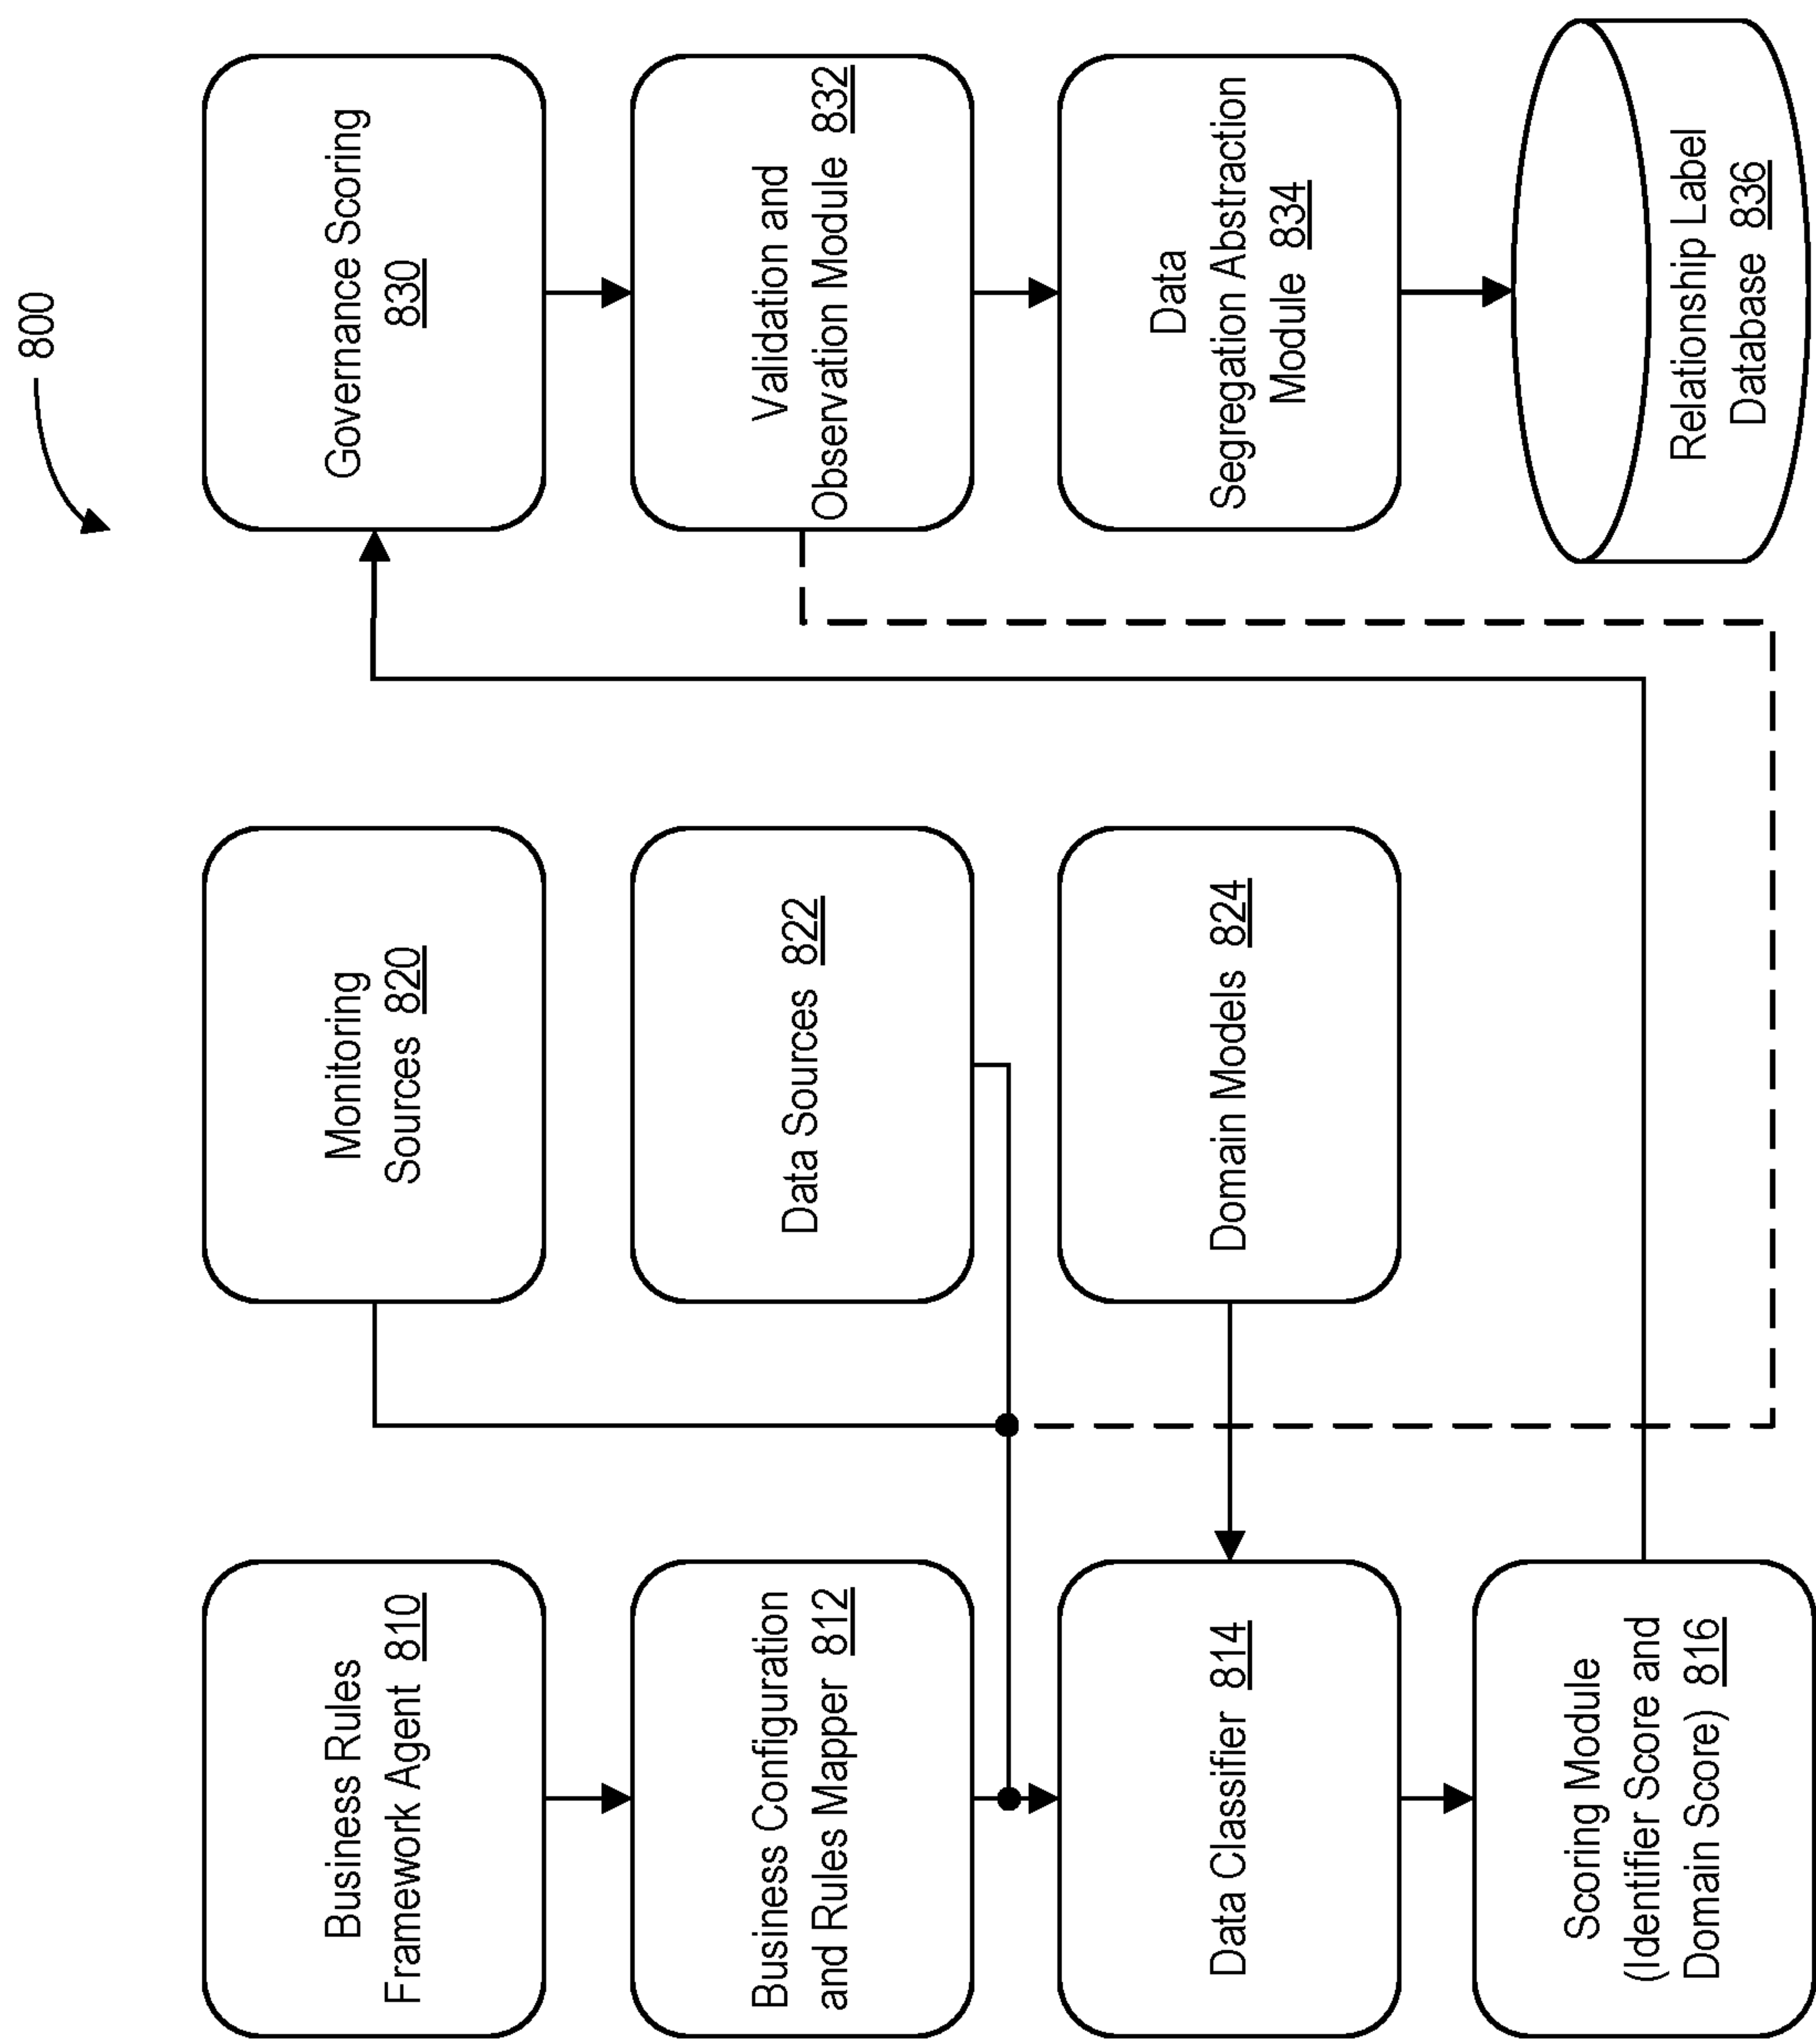 800
Business Rules
Framework Agent 810
Business Configuration
and Rules Mapper 812
Data Classifier 814
Scoring Module
(Identifier Score and
Domain Score) 816
Monitoring
Sources 820
Data Sources 822
Domain Models 824
Governance Scoring
830
Validation and
Observation Module 832
Data
Segregation Abstraction
Module 834
Relationship Label
Database 836